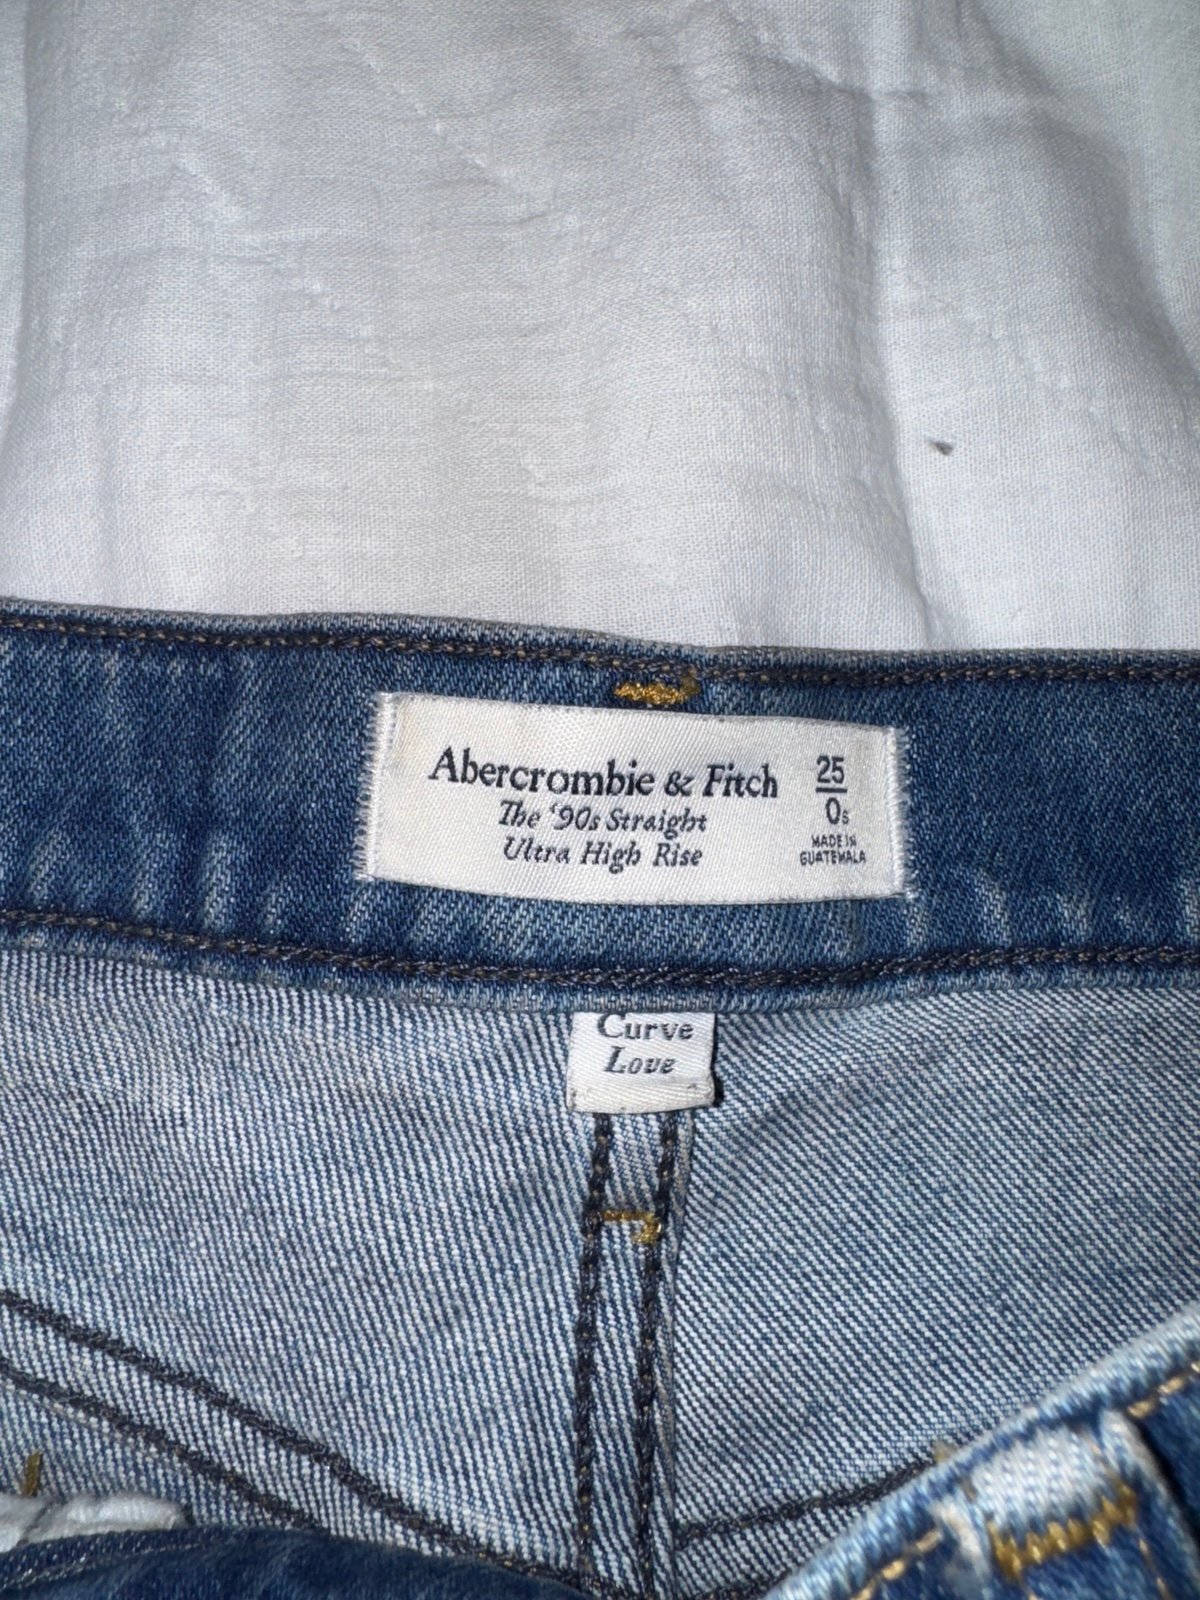 Abercrombie & Fitch
The '90s Straight
Ultra High Rise
25
0s
MADE IN
GUATEMALA
Curve
Love